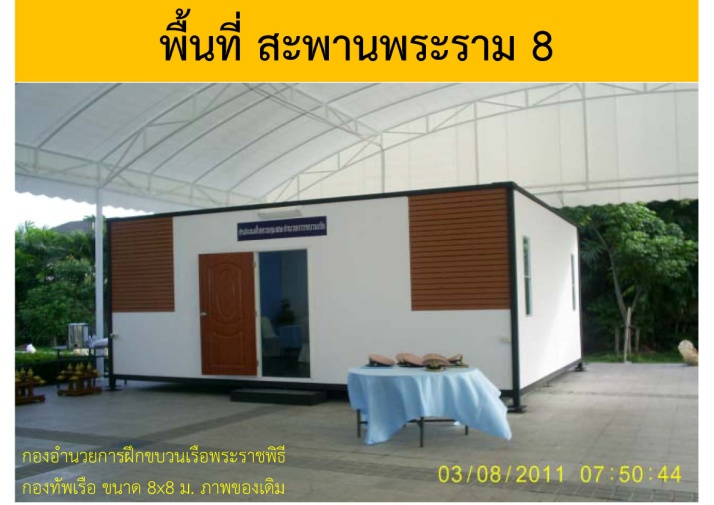 พื้นที่ สะพานพระราม 8
กองอำนวยการฝึกขบวนเรือพระราชพิธี
กองทัพเรือ ขนาด 8x8 ม. ภาพของเดิม
03/08/2011 07:50:44